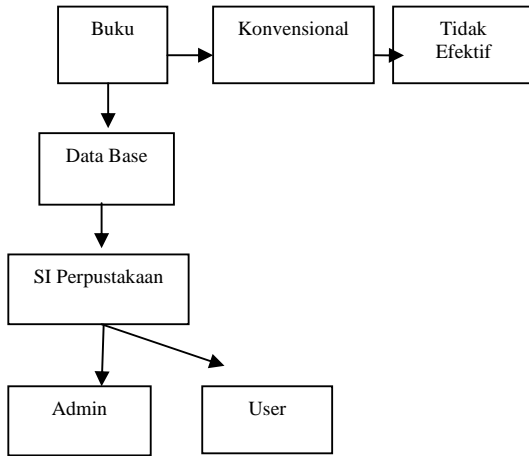 Buku
Konvensional
Tidak
Efektif
Data Base
SI Perpustakaan
Admin
User